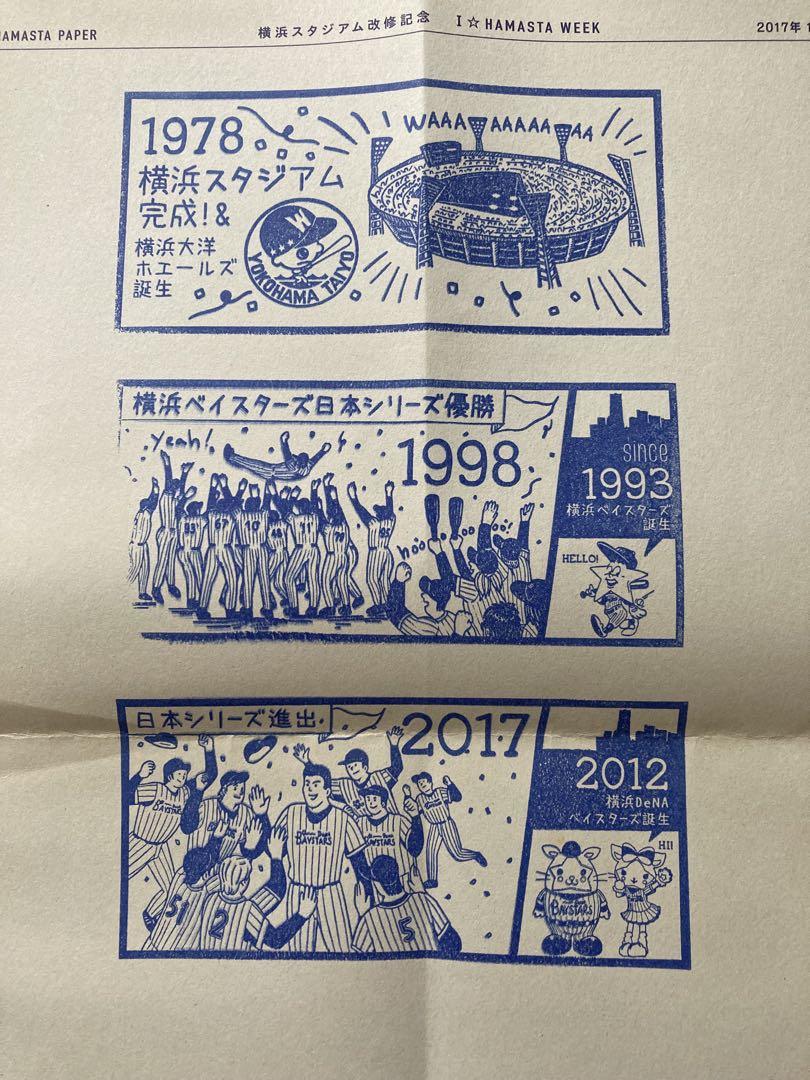 HAMASTA PAPER
横浜スタジアム改修記念 I☆HAMASTA WEEK
2017年
1978
横浜スタジアム
完成!&
横浜大洋
ホエールズ
誕生
W
YOKOHAMA TAIYO
WAAAAAAAAAA
横浜ベイスターズ日本シリーズ優勝
yeah!
1998
since
1993
横浜ベイスターズ
誕生
HELLO!
日本シリーズ進出
2017
BAYSTARS
BAYSTARS
51
2
5
2012
横浜DeNA
ベイスターズ誕生
HI!
BAYSTARS